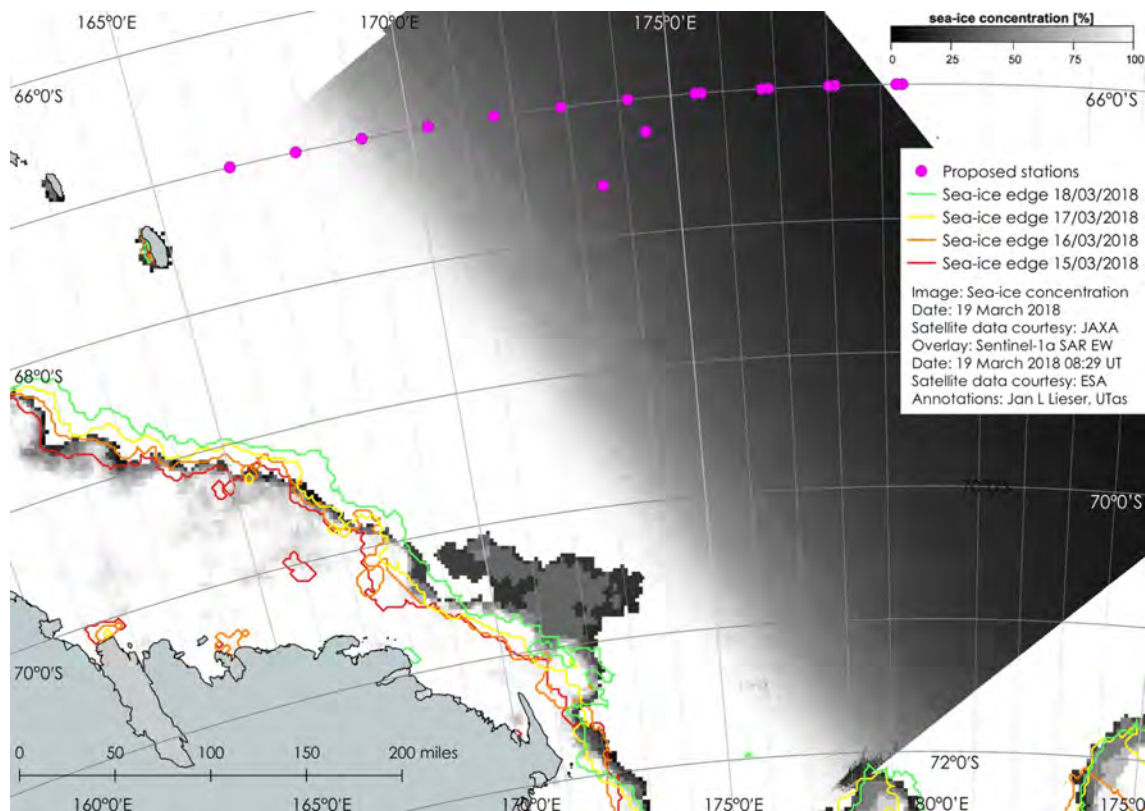 165°0'E
170°0'E
175°0'E
sea-ice concentration [%]
0 25 50 75 100
66°0'S
66°0'S
Proposed stations
Sea-ice edge 18/03/2018
Sea-ice edge 17/03/2018
Sea-ice edge 16/03/2018
Sea-ice edge 15/03/2018
Image: Sea-ice concentration
Date: 19 March 2018
Satellite data courtesy: JAXA
Overlay: Sentinel-1a SAR EW
Date: 19 March 2018 08:29 UT
Satellite data courtesy: ESA
Annotations: Jan L Lieser, UTas
68°0'S
70°0'S
70°0'S
70°0'S
72°0'S
0 50 100 150 200 miles
160°0'E
165°0'E
170°0'E
175°0'E
180°0'E
175°0'